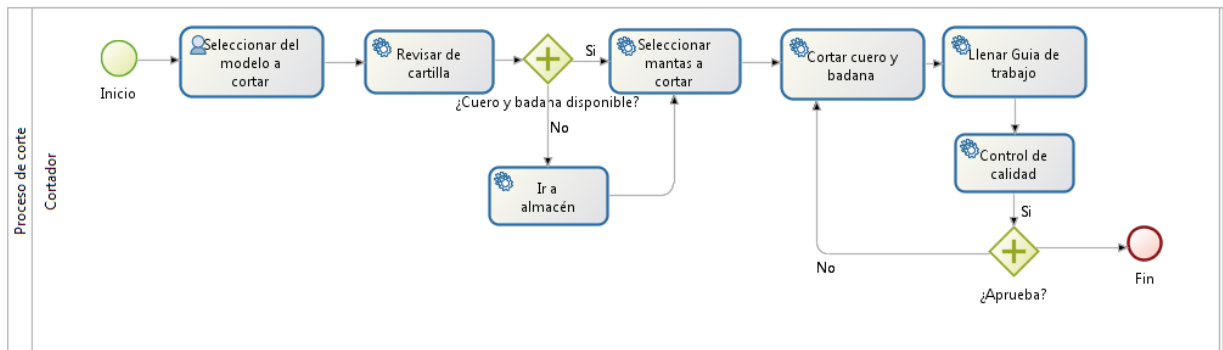 Proceso de corte
Cortador
Inicio
Seleccionar del
modelo a
cortar
Revisar de
cartilla
¿Cuero y badana disponible?
Si
No
Ir a
almacén
Seleccionar
mantas a
cortar
Cortar cuero y
badana
Llenar Guia de
trabajo
Control de
calidad
Si
¿Aprueba?
No
Fin